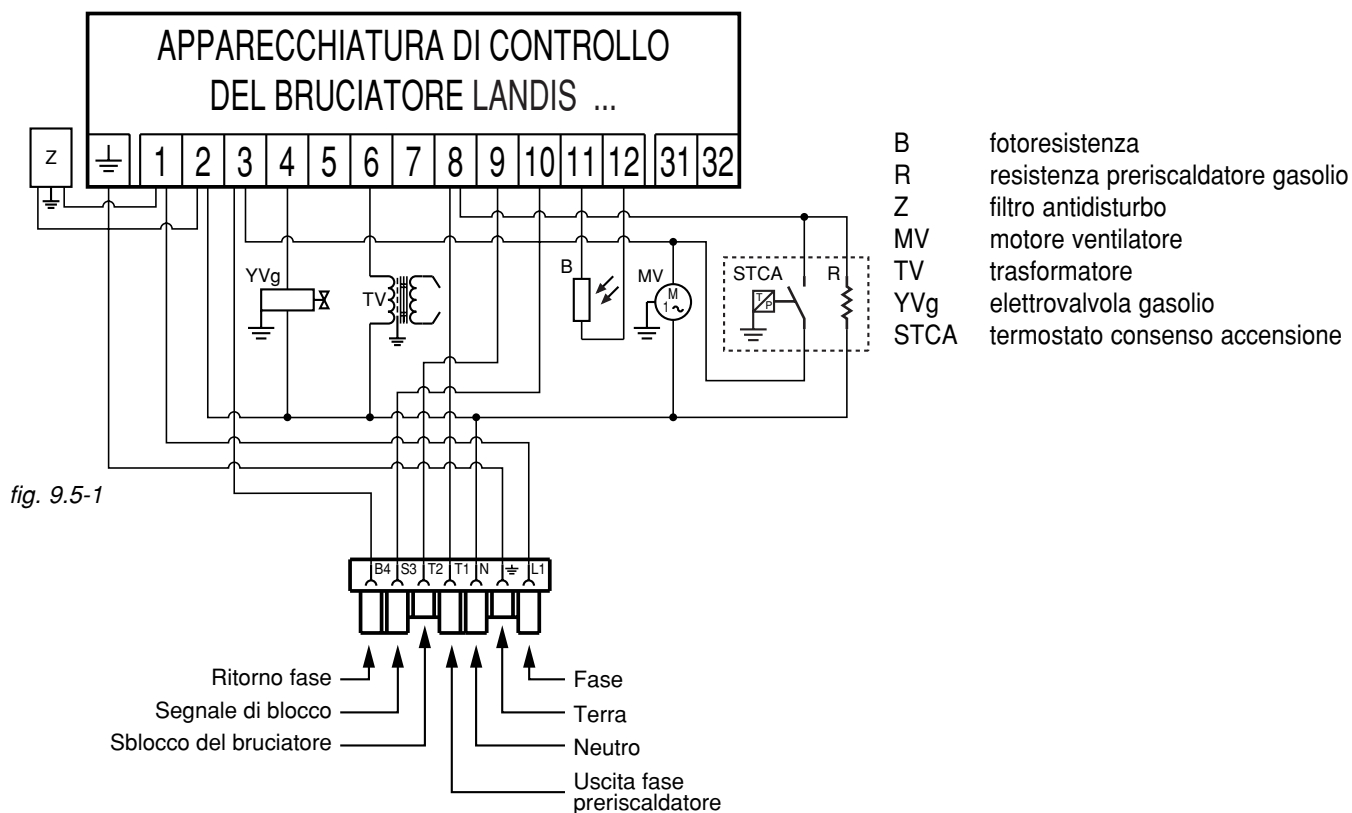 APPARECCHIATURA DI CONTROLLO
DEL BRUCIATORE LANDIS ...
Z
1 2 3 4 5 6 7 8 9 10 11 12 31 32
B fotoresistenza
R resistenza preriscaldatore gasolio
Z filtro antidisturbo
MV motore ventilatore
TV trasformatore
YVg elettrovalvola gasolio
STCA termostato consenso accensione
YVg
TV
B
MV
M
1~
STCA
T
P
R
fig. 9.5-1
B4 S3 T2 T1 N L1
Ritorno fase
Segnale di blocco
Sblocco del bruciatore
Fase
Terra
Neutro
Uscita fase
preriscaldatore